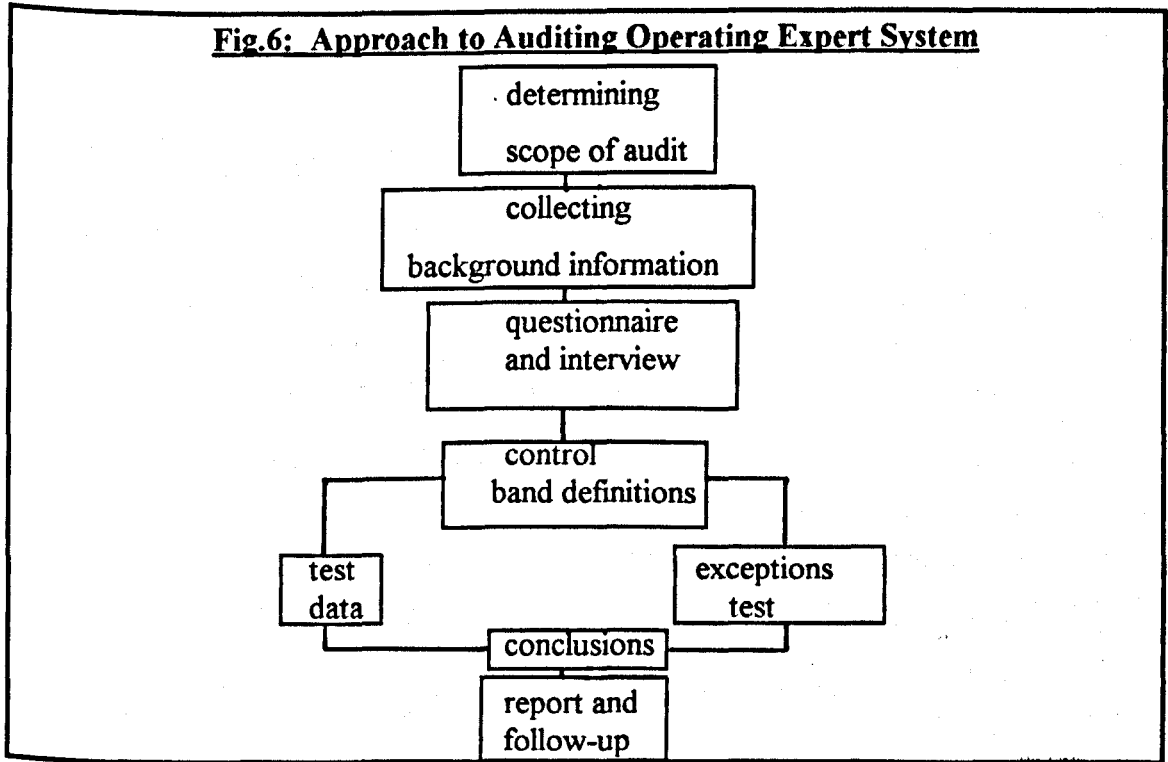 Fig.6: Approach to Auditing Operating Expert System
determining
scope of audit
collecting
background information
questionnaire
and interview
control
band definitions
test
data
exceptions
test
conclusions
report and
follow-up